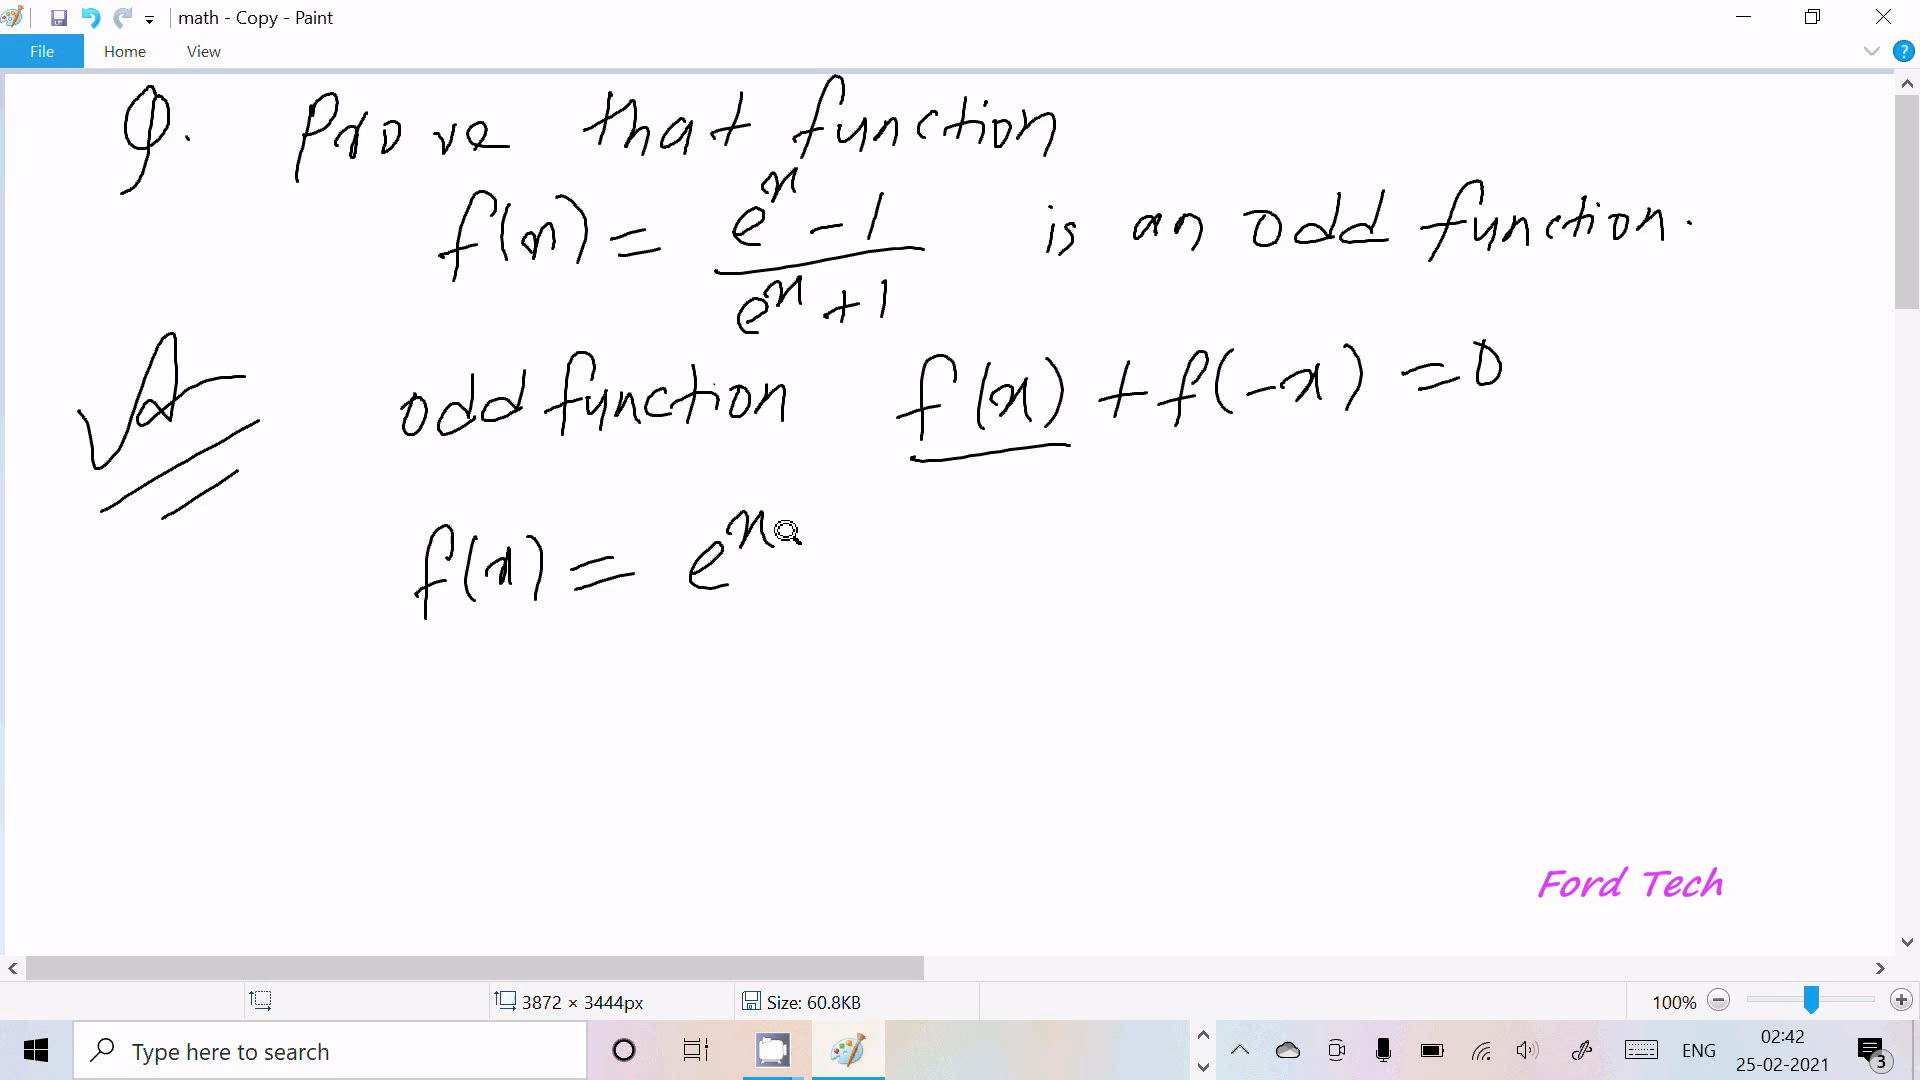 math - Copy - Paint
File Home View
Q. Prove that function
f(x) = e^x - 1 / e^x + 1 is an odd function.
odd function f(x) + f(-x) = 0
f(x) = e^x
Ford Tech
3872 × 3444px Size: 60.8KB 100%
Type here to search
ENG
02:42
25-02-2021
3